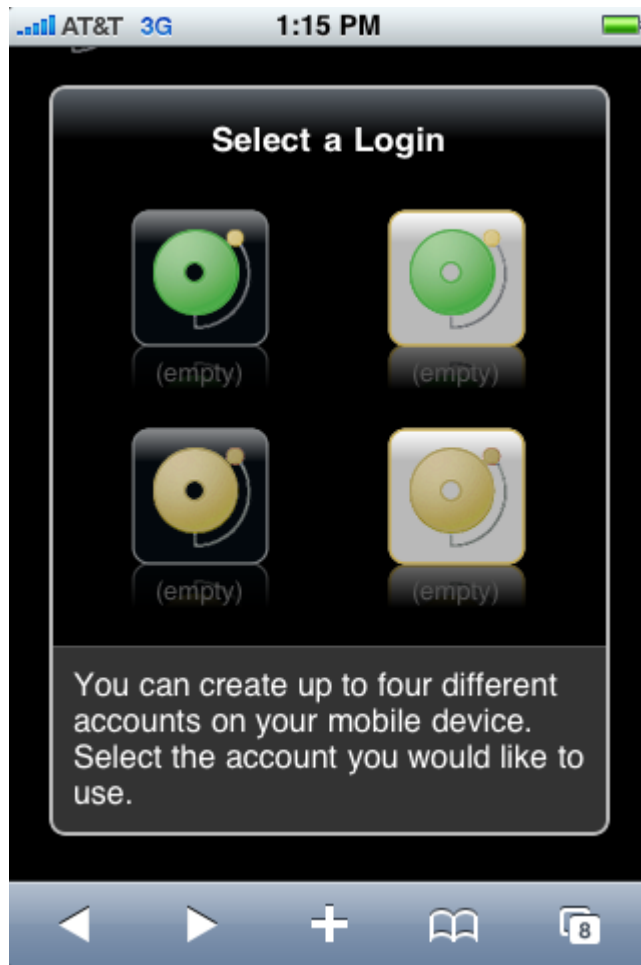 AT&T 3G 1:15 PM
Select a Login
(empty) (empty)
(empty) (empty)
You can create up to four different
accounts on your mobile device.
Select the account you would like to
use.
8